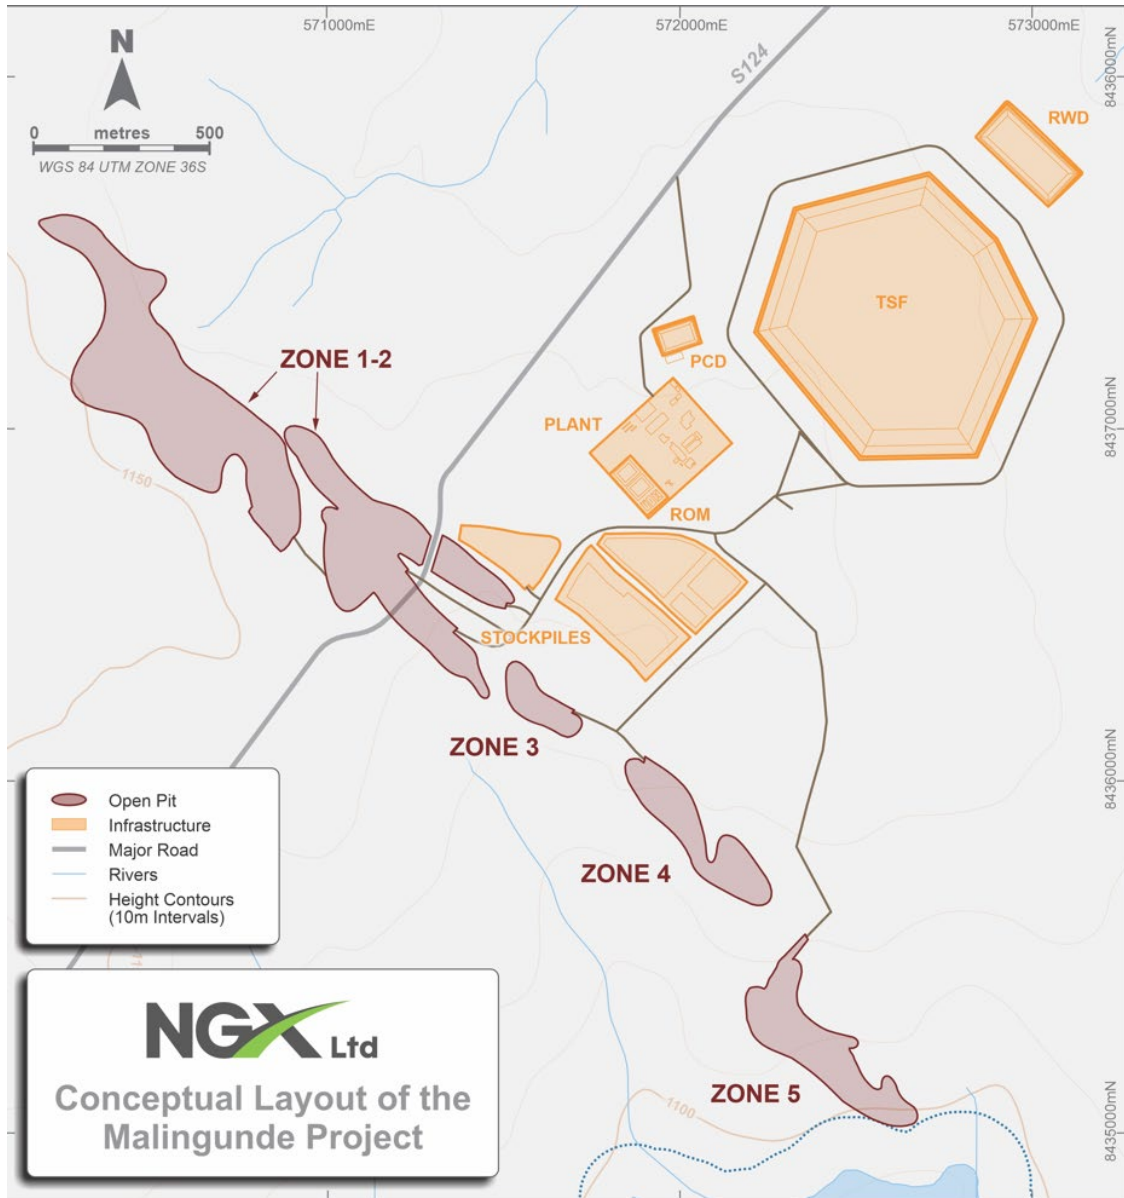 571000mE
572000mE
573000mE
N
0 metres 500
WGS 84 UTM ZONE 36S
S124
8436000mN
RWD
TSF
ZONE 1-2
PCD
PLANT
8437000mN
1150
ROM
STOCKPILES
ZONE 3
8436000mN
Open Pit
Infrastructure
Major Road
Rivers
Height Contours
(10m Intervals)
ZONE 4
NGX Ltd
Conceptual Layout of the
Malingunde Project
ZONE 5
1100
8435000mN